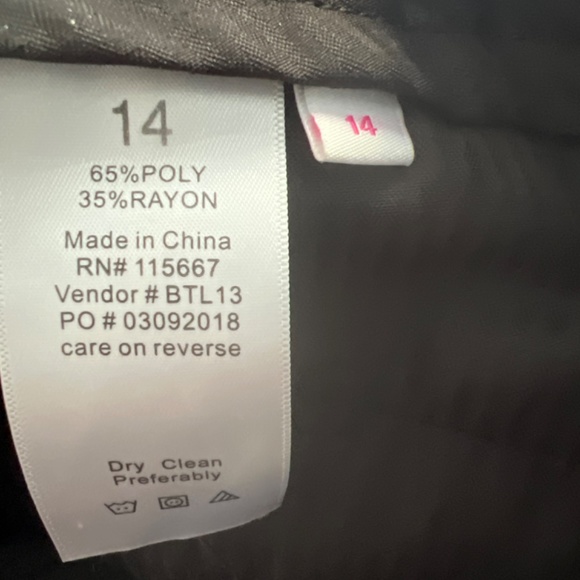 14
65%POLY
35%RAYON
Made in China
RN# 115667
Vendor # BTL13
PO # 03092018
care on reverse
Dry Clean
Preferably
14